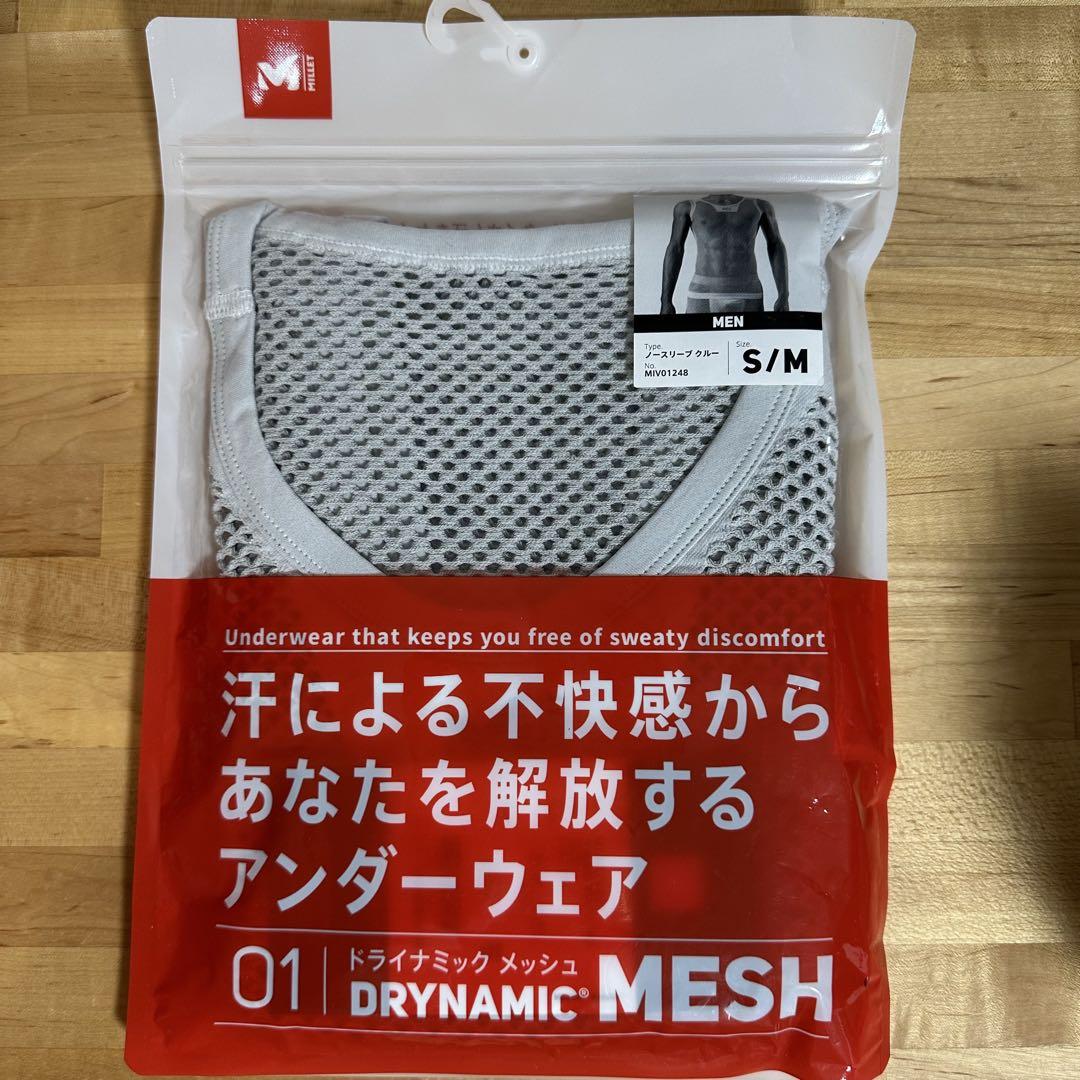 MILLET
MEN
Type.
ノースリーブ クルー
No.
MIV01248
Size.
S/M
Underwear that keeps you free of sweaty discomfort
汗による不快感から
あなたを解放する
アンダーウェア
01
ドライナミック メッシュ
DRYNAMIC® MESH